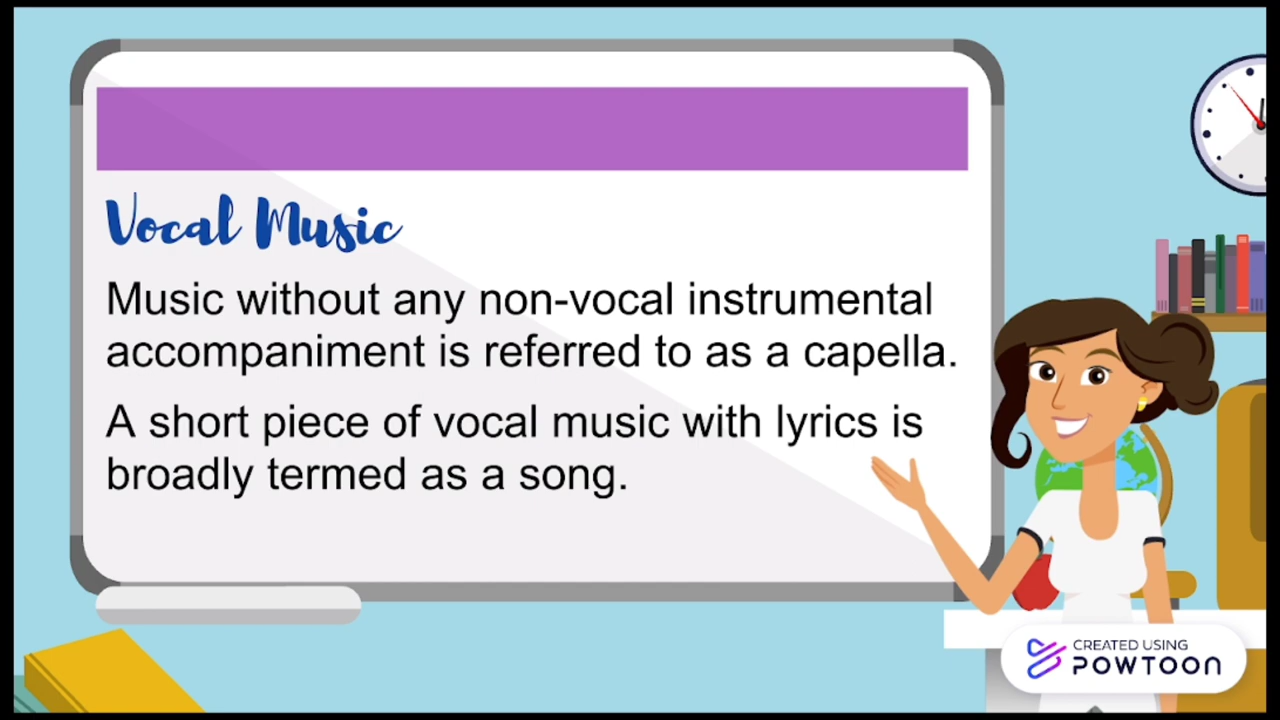 Vocal Music
Music without any non-vocal instrumental
accompaniment is referred to as a capella.
A short piece of vocal music with lyrics is
broadly termed as a song.
CREATED USING
POWTOON